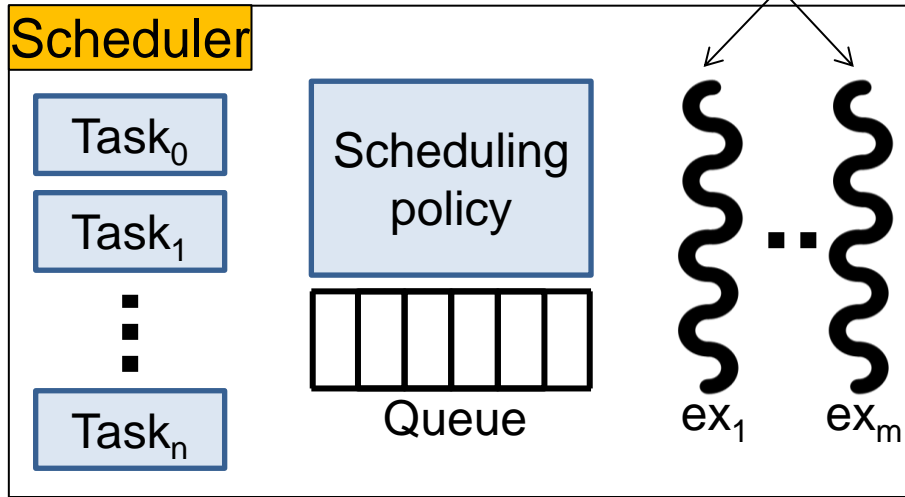 Scheduler
Task0
Task1
Taskn
Scheduling
policy
Queue
ex1
exm